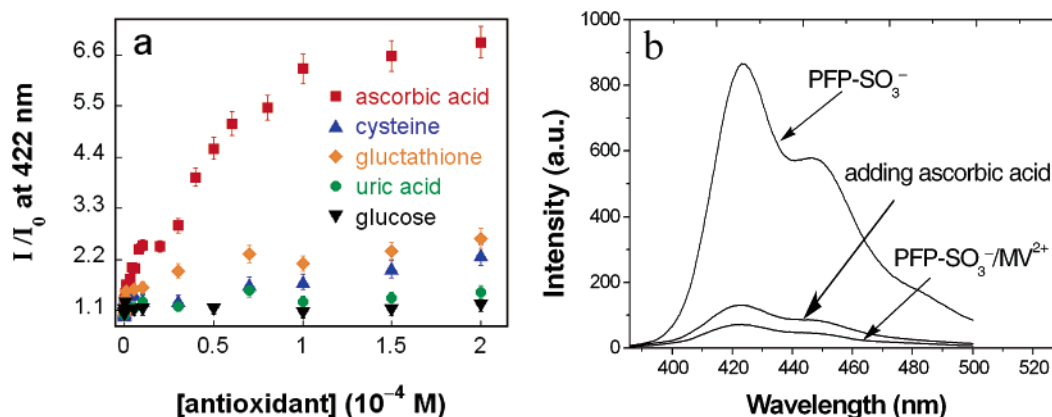 a
I/I0 at 422 nm
6.6
5.5
4.4
3.3
2.2
1.1
ascorbic acid
cysteine
gluctathione
uric acid
glucose
0 0.5 1 1.5 2
[antioxidant] (10⁻⁴ M)
b
Intensity (a.u.)
1000
800
600
400
200
0
PFP-SO₃⁻
adding ascorbic acid
PFP-SO₃⁻/MV²⁺
400 420 440 460 480 500 520
Wavelength (nm)